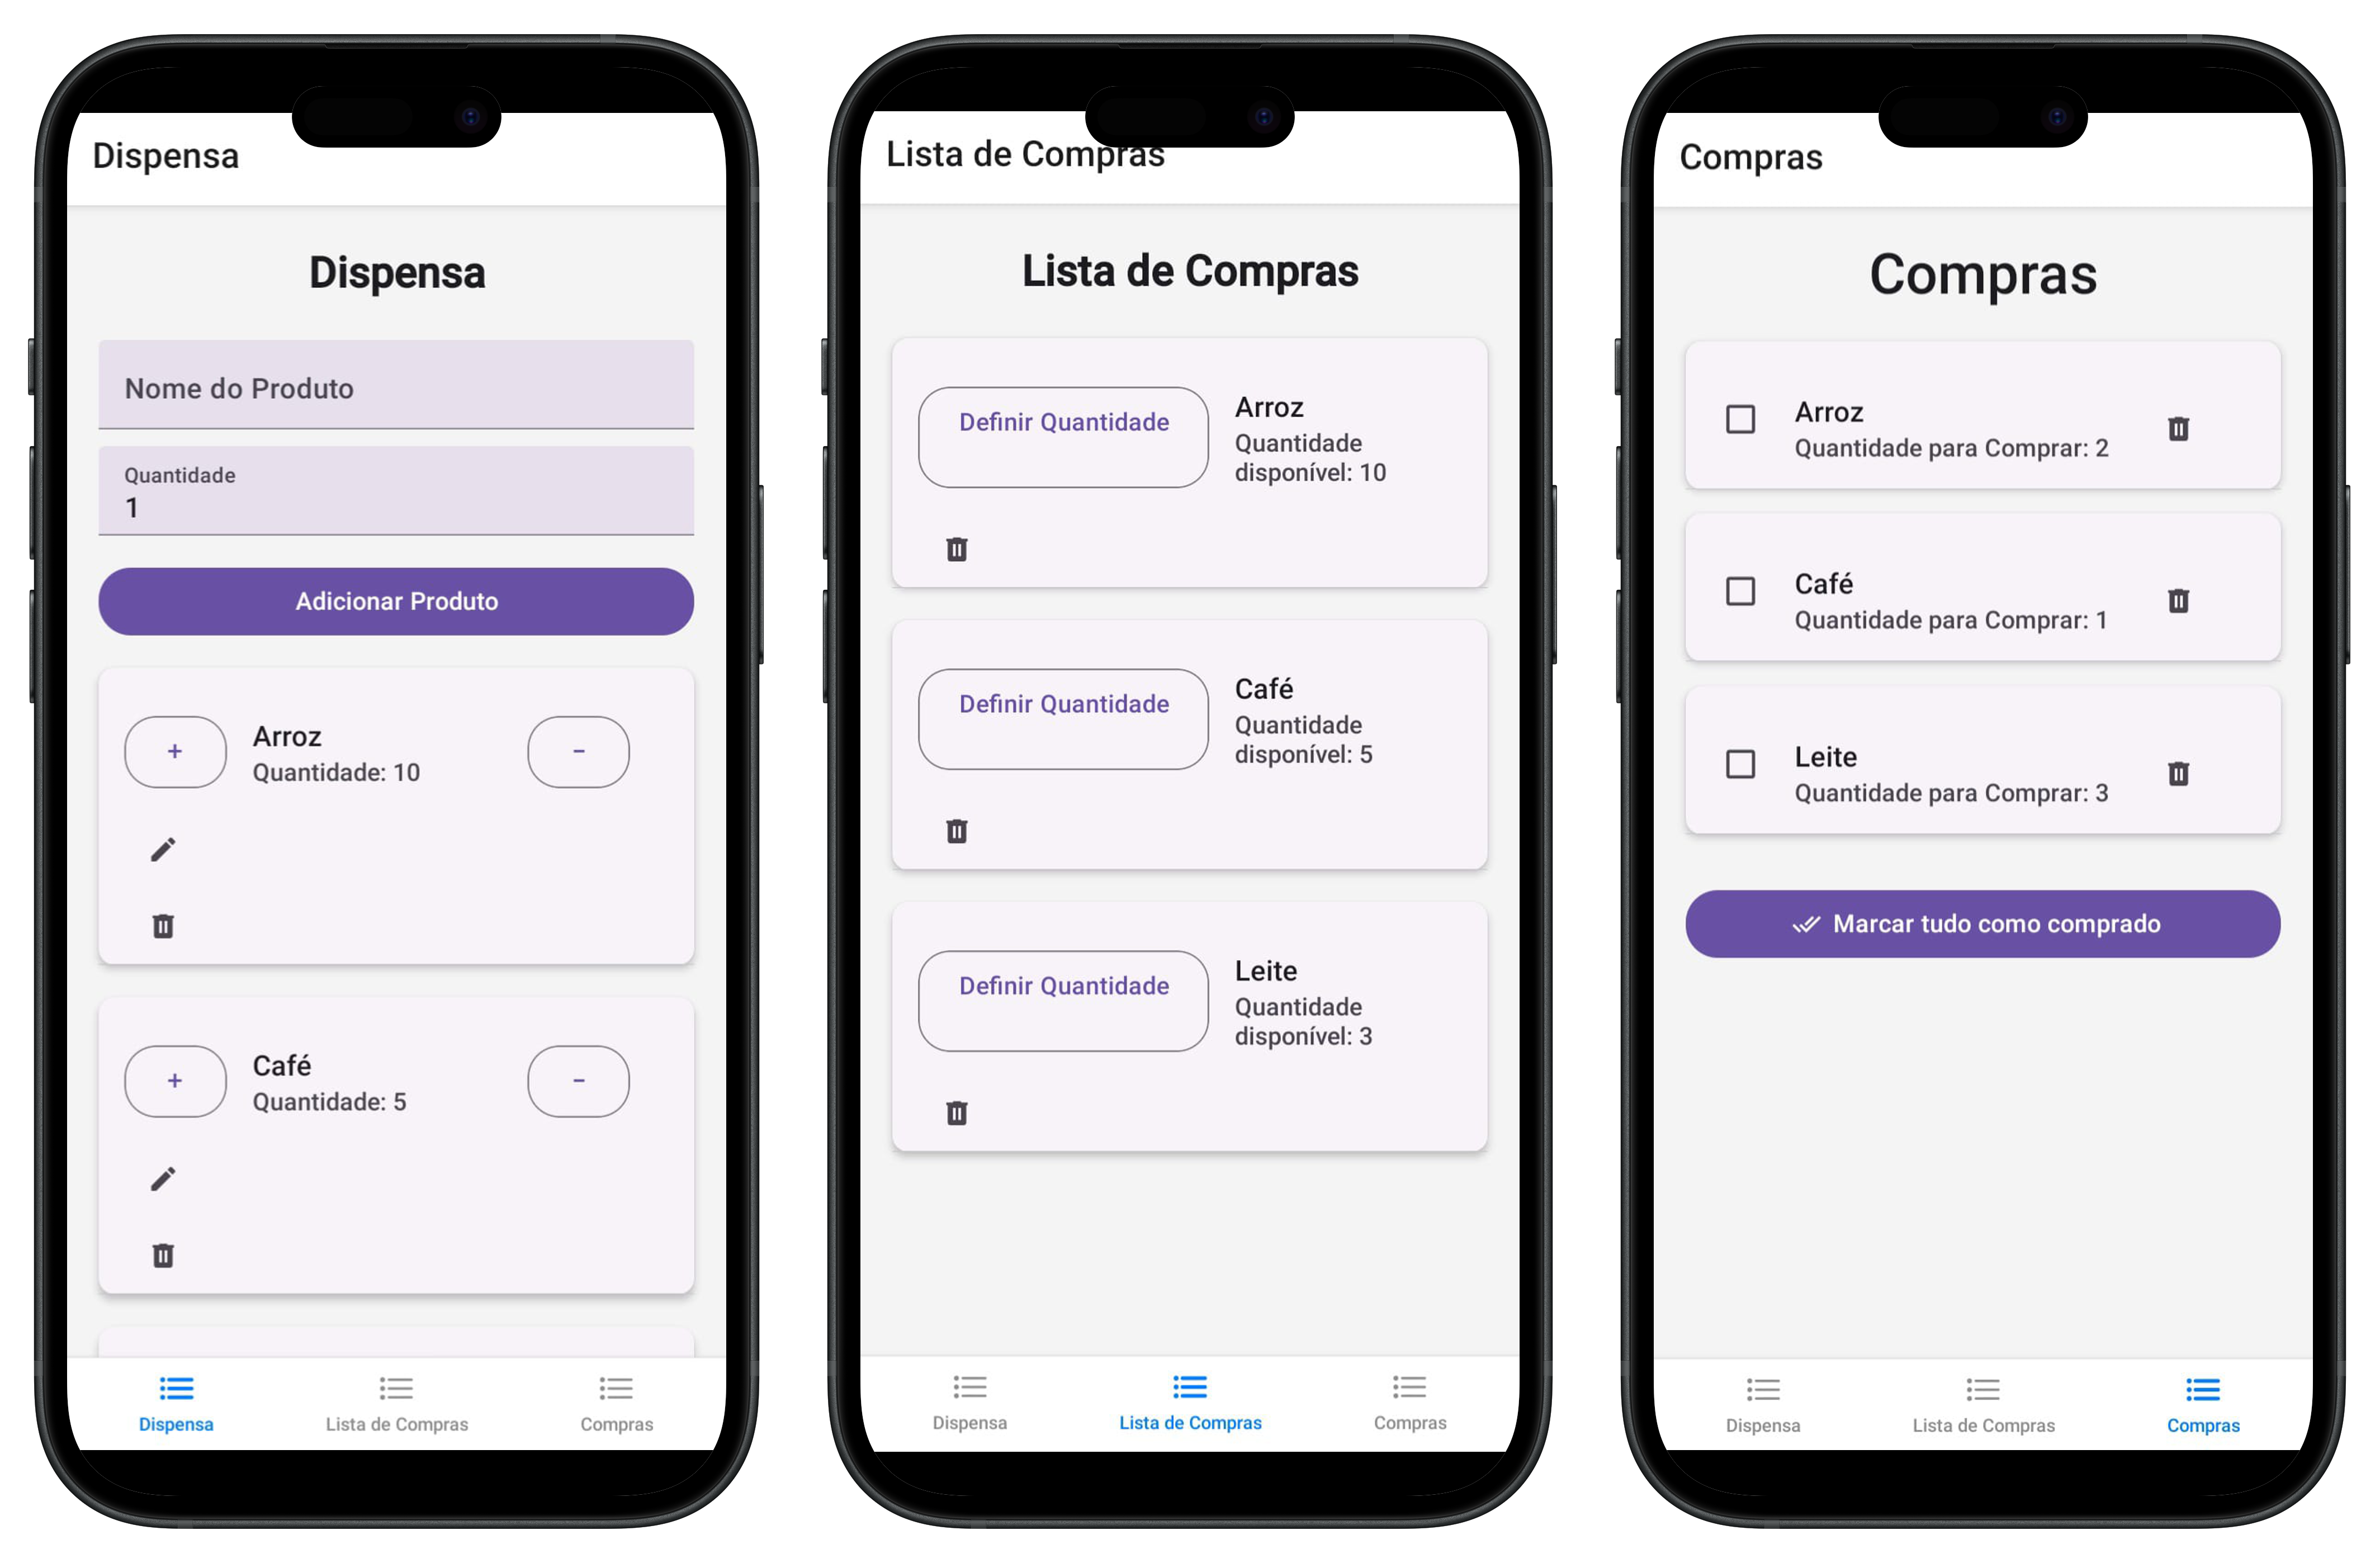 Dispensa
Dispensa
Nome do Produto
Quantidade
1
Adicionar Produto
+
Arroz
Quantidade: 10
-
+
Café
Quantidade: 5
-
Dispensa
Lista de Compras
Compras
Lista de Compras
Lista de Compras
Definir Quantidade
Arroz
Quantidade
disponível: 10
Definir Quantidade
Café
Quantidade
disponível: 5
Definir Quantidade
Leite
Quantidade
disponível: 3
Dispensa
Lista de Compras
Compras
Compras
Compras
Arroz
Quantidade para Comprar: 2
Café
Quantidade para Comprar: 1
Leite
Quantidade para Comprar: 3
Marcar tudo como comprado
Dispensa
Lista de Compras
Compras